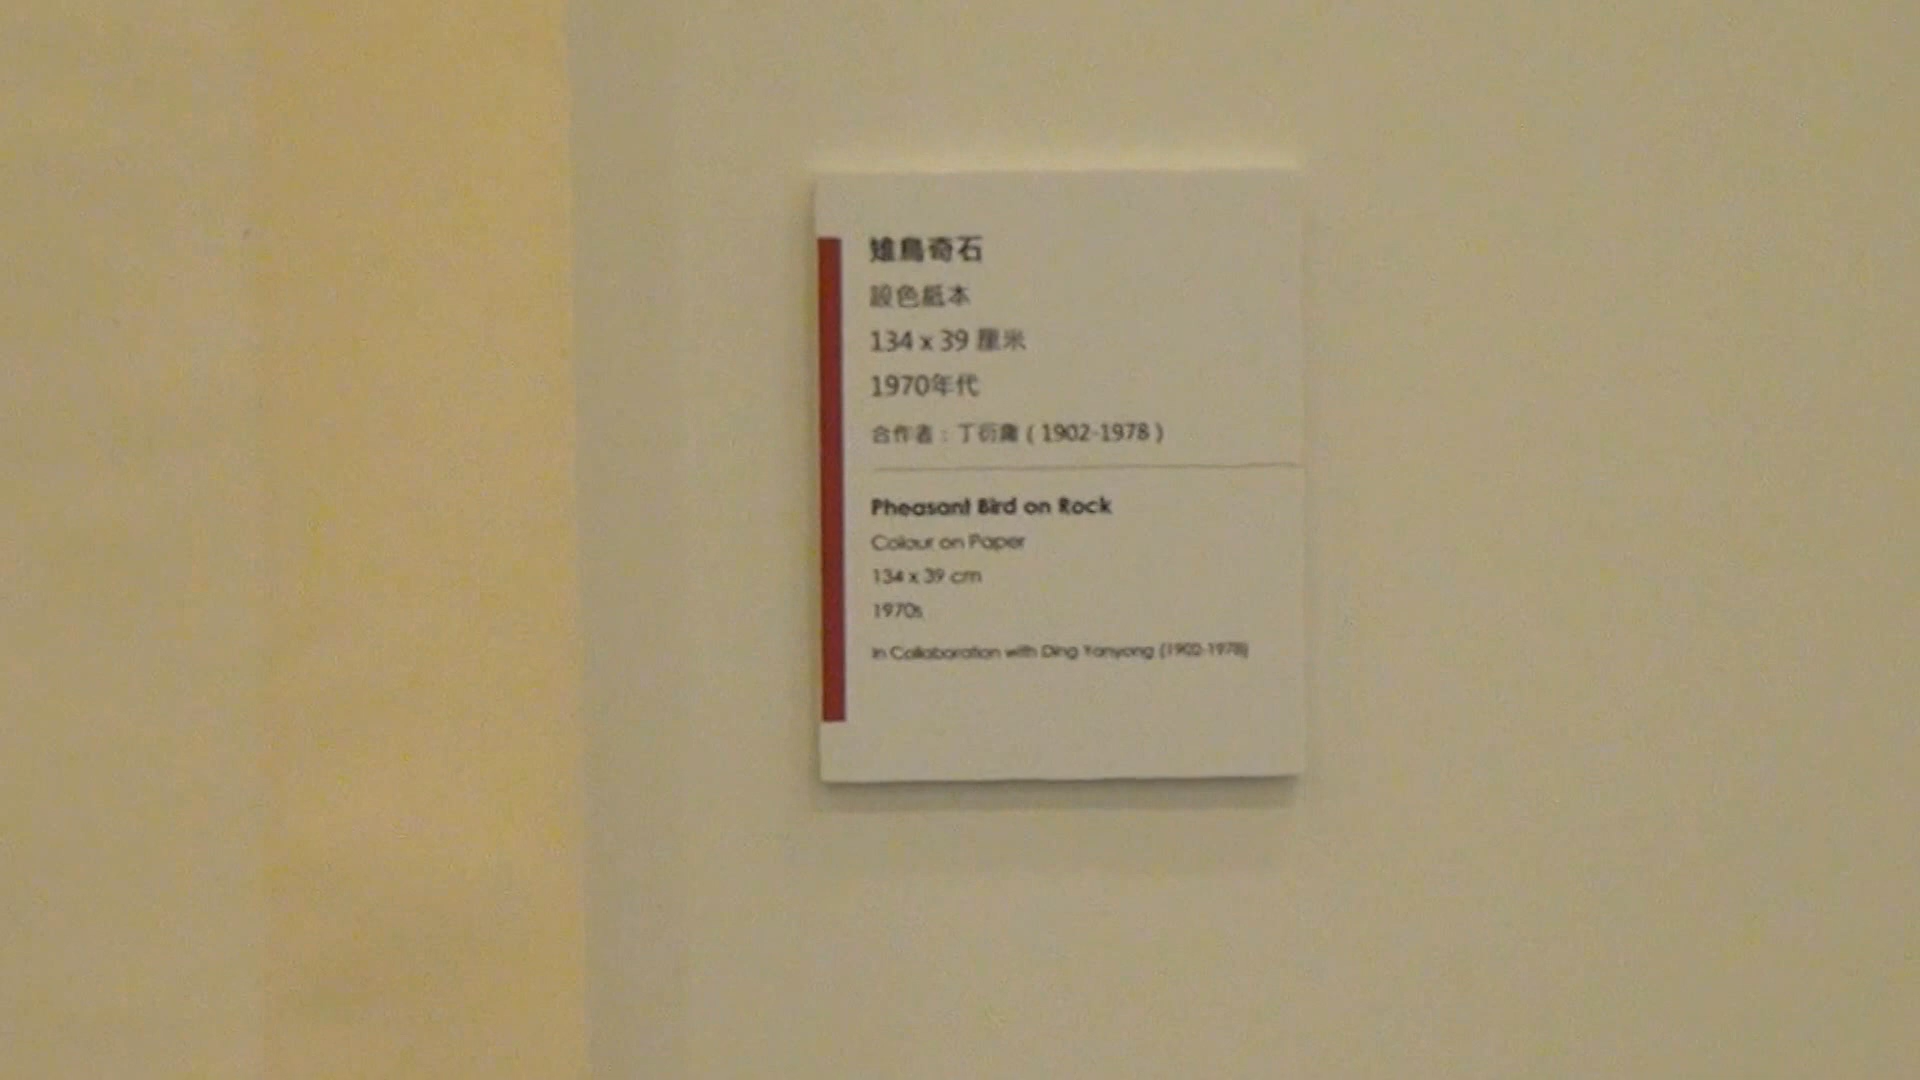 雉鳥奇石
設色紙本
134 x 39 厘米
1970年代
合作者：丁衍庸 ( 1902-1978 )
Pheasant Bird on Rock
Colour on Paper
134 x 39 cm
1970s
In Collaboration with Ding Yanyong (1902-1978)